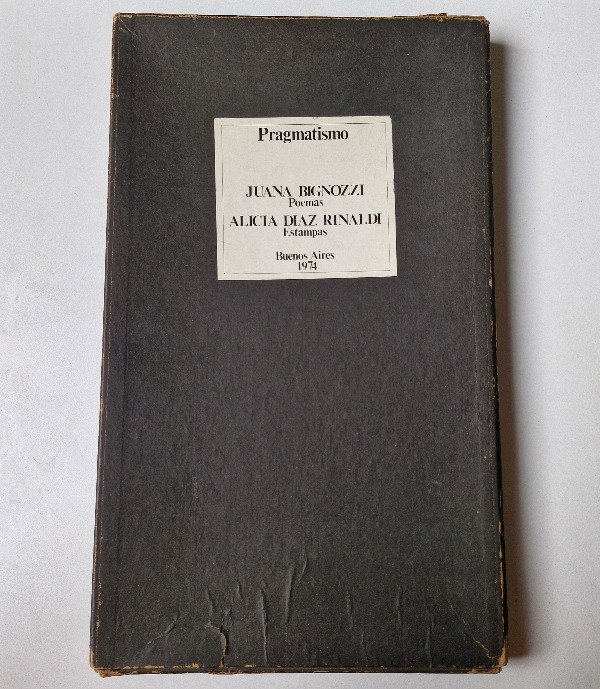 Pragmatismo
JUANA BIGNOZZI
Poemas
ALICIA DIAZ RINALDI
Estampas
Buenos Aires
1974